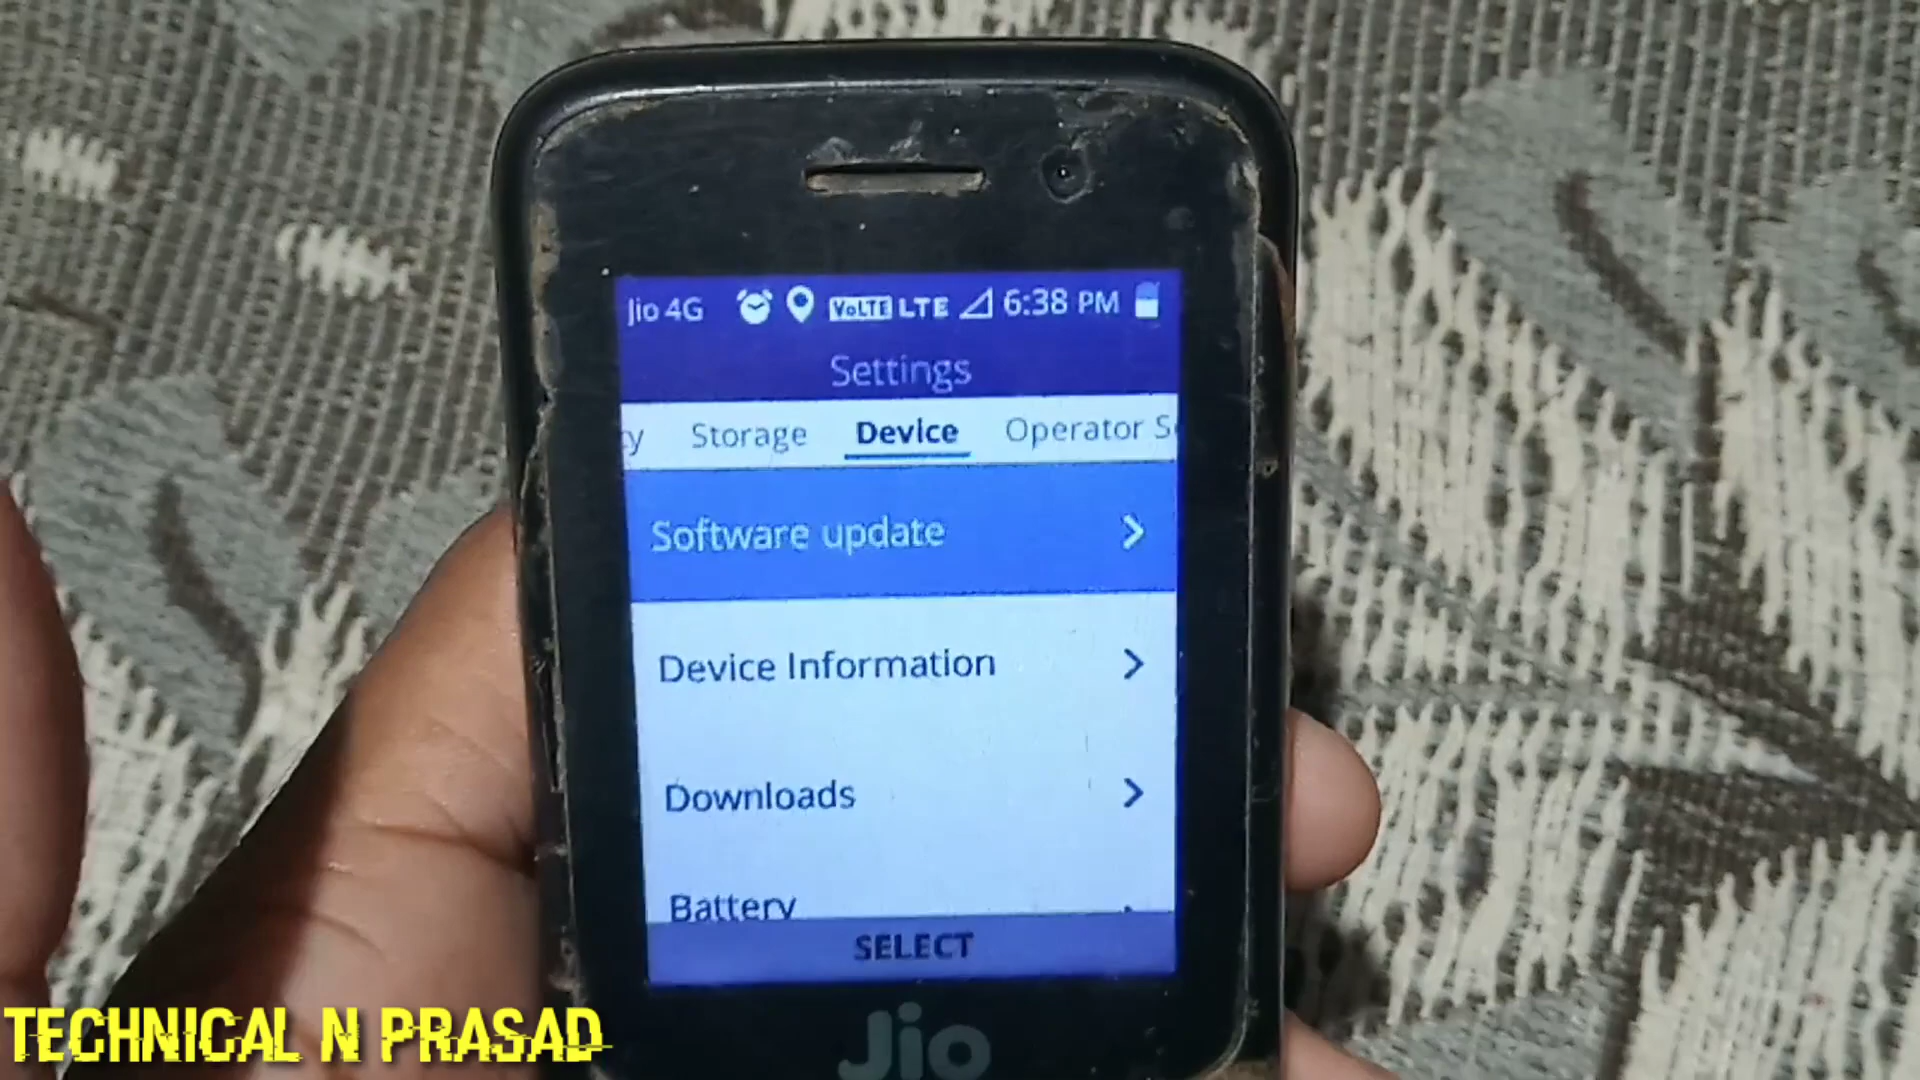 Jio 4G VoLTE LTE 6:38 PM
Settings
ry Storage Device Operator S
Software update
Device Information
Downloads
Battery
SELECT
Jio
TECHNICAL N PRASAD